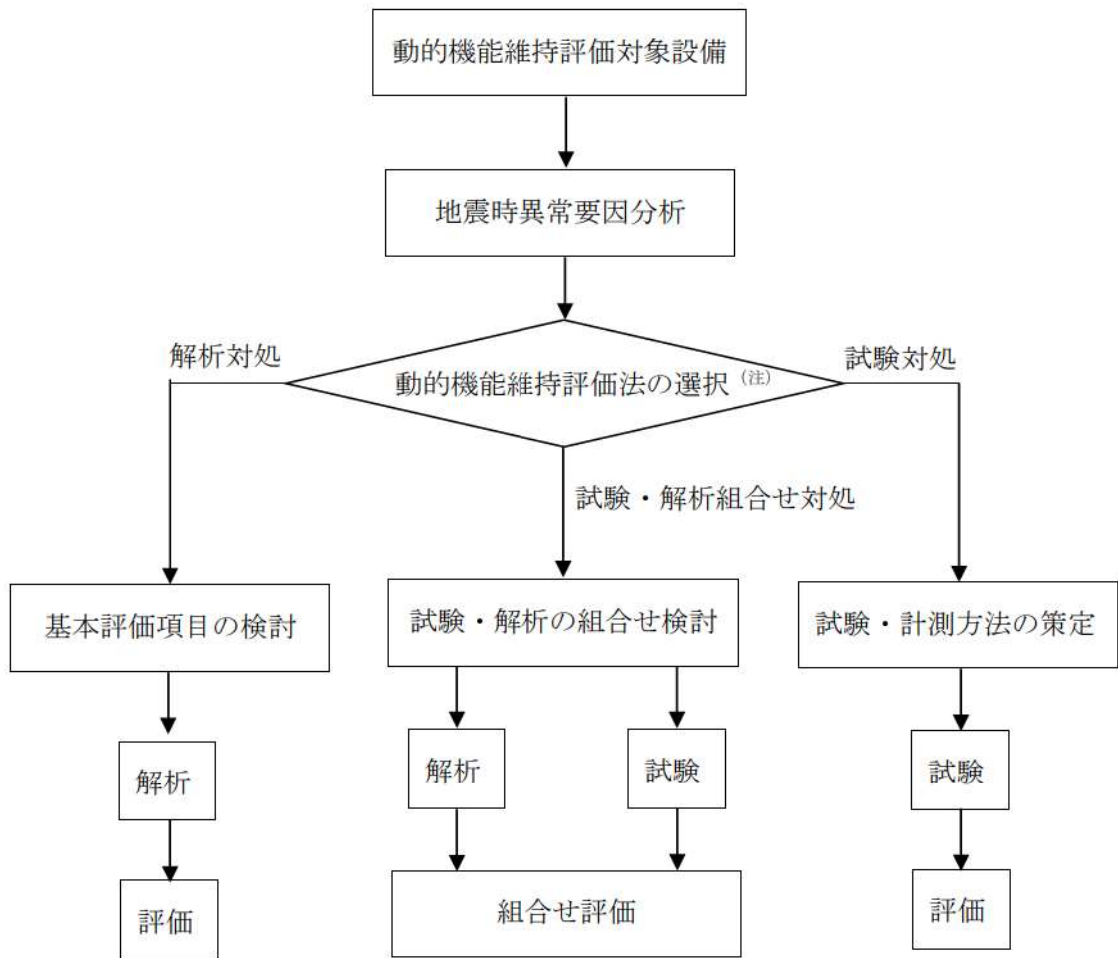 動的機能維持評価対象設備
地震時異常要因分析
解析対処
試験対処
動的機能維持評価法の選択(注)
試験・解析組合せ対処
基本評価項目の検討
試験・解析の組合せ検討
試験・計測方法の策定
解析
解析
試験
試験
評価
組合せ評価
評価